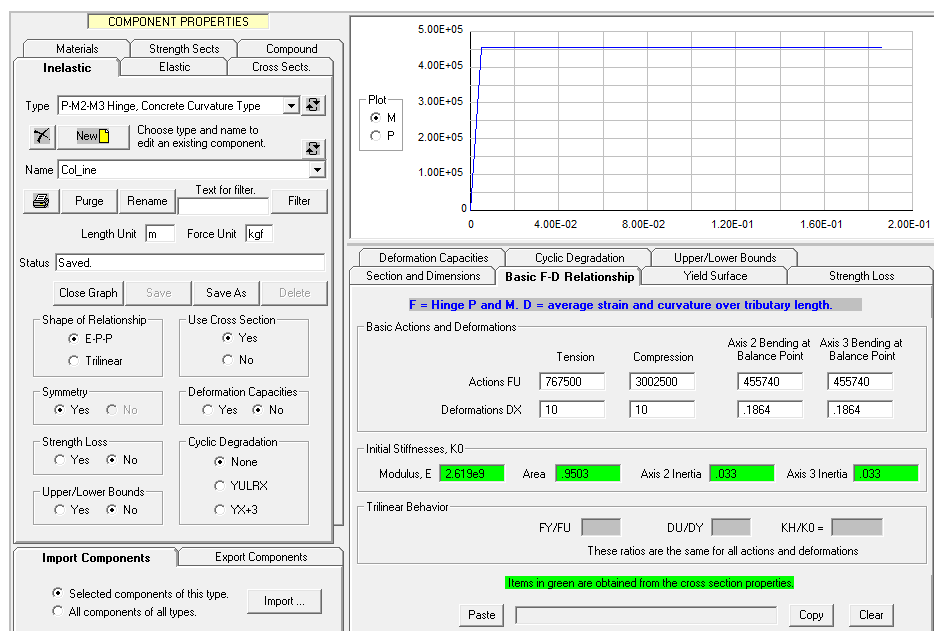 COMPONENT PROPERTIES
Materials
Strength Sects
Compound
Inelastic
Elastic
Cross Sects.
Type
P-M2-M3 Hinge, Concrete Curvature Type
New
Choose type and name to
edit an existing component.
Name
Col_ine
Purge
Rename
Text for filter.
Filter
Length Unit
m
Force Unit
kgf
Status
Saved.
Close Graph
Save
Save As
Delete
Shape of Relationship
E-P-P
Trilinear
Use Cross Section
Yes
No
Symmetry
Yes
No
Deformation Capacities
Yes
No
Strength Loss
Yes
No
Cyclic Degradation
None
YULRX
YX+3
Upper/Lower Bounds
Yes
No
Import Components
Export Components
Selected components of this type.
All components of all types.
Import ...
Plot
M
P
5.00E+05
4.00E+05
3.00E+05
2.00E+05
1.00E+05
0
0
4.00E-02
8.00E-02
1.20E-01
1.60E-01
2.00E-01
Deformation Capacities
Cyclic Degradation
Upper/Lower Bounds
Section and Dimensions
Basic F-D Relationship
Yield Surface
Strength Loss
F = Hinge P and M. D = average strain and curvature over tributary length.
Basic Actions and Deformations
Tension
Compression
Axis 2 Bending at
Balance Point
Axis 3 Bending at
Balance Point
Actions FU
767500
3002500
455740
455740
Deformations DX
10
10
.1864
.1864
Initial Stiffnesses, K0
Modulus, E
2.619e9
Area
.9503
Axis 2 Inertia
.033
Axis 3 Inertia
.033
Trilinear Behavior
FY/FU
DU/DY
KH/K0 =
These ratios are the same for all actions and deformations
Items in green are obtained from the cross section properties.
Paste
Copy
Clear